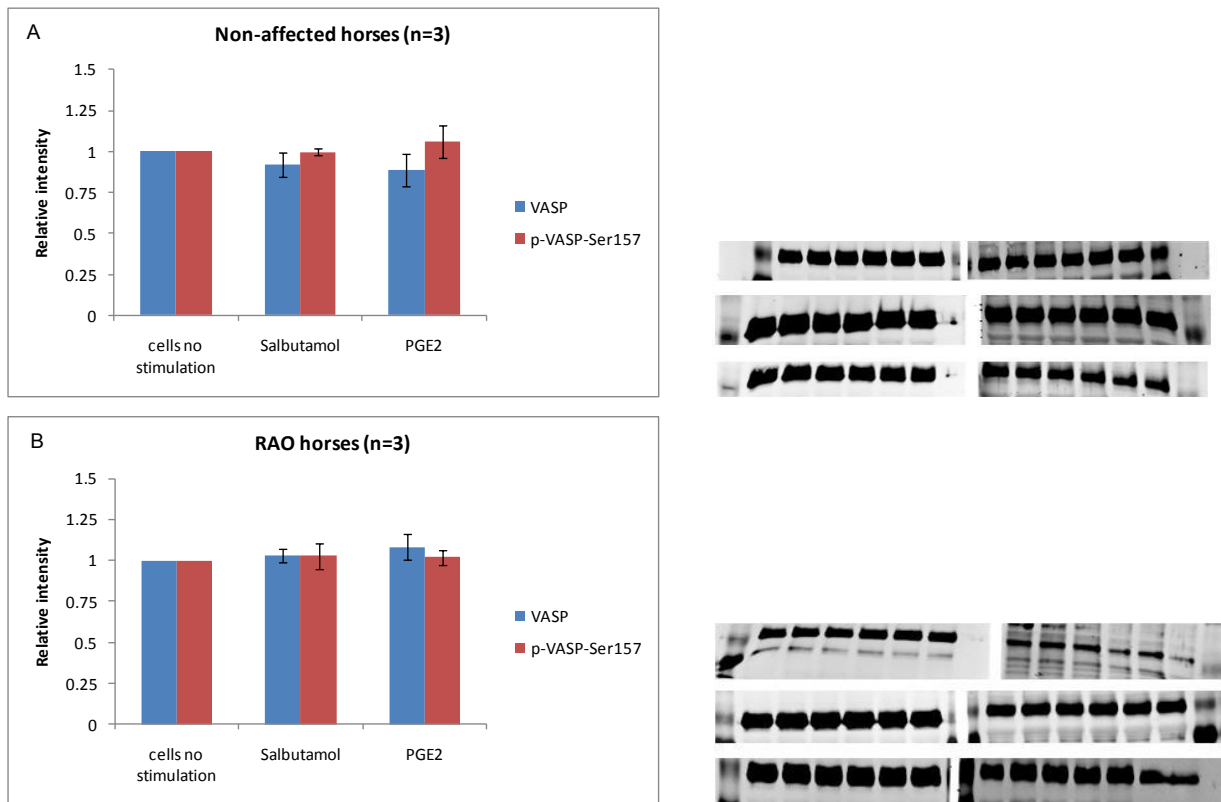 A
Non-affected horses (n=3)
1.5
1.25
1
0.75
0.5
0.25
0
Relative intensity
cells no
stimulation
Salbutamol
PGE2
VASP
p-VASP-Ser157
B
RAO horses (n=3)
1.5
1.25
1
0.75
0.5
0.25
0
Relative intensity
cells no
stimulation
Salbutamol
PGE2
VASP
p-VASP-Ser157